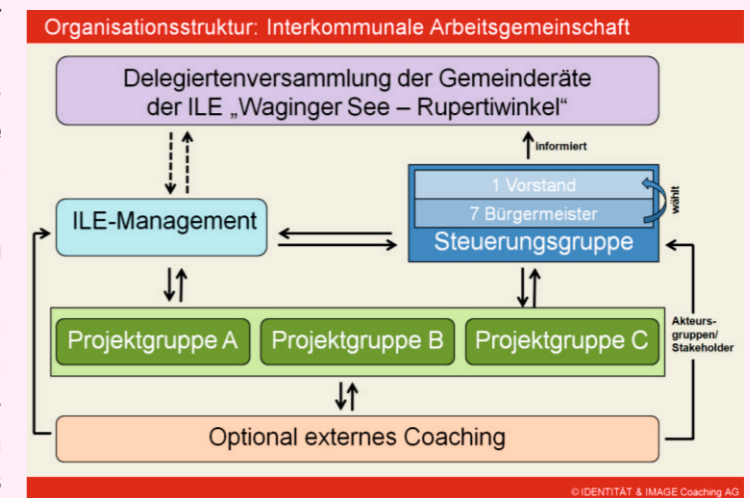 Organisationsstruktur: Interkommunale Arbeitsgemeinschaft
Delegiertenversammlung der Gemeinderäte
der ILE „Waginger See – Rupertiwinkel“
informiert
1 Vorstand
7 Bürgermeister
wählt
Steuerungsgruppe
ILE-Management
Projektgruppe A
Projektgruppe B
Projektgruppe C
Akteurs-
gruppen/
Stakeholder
Optional externes Coaching
© IDENTITÄT & IMAGE Coaching AG